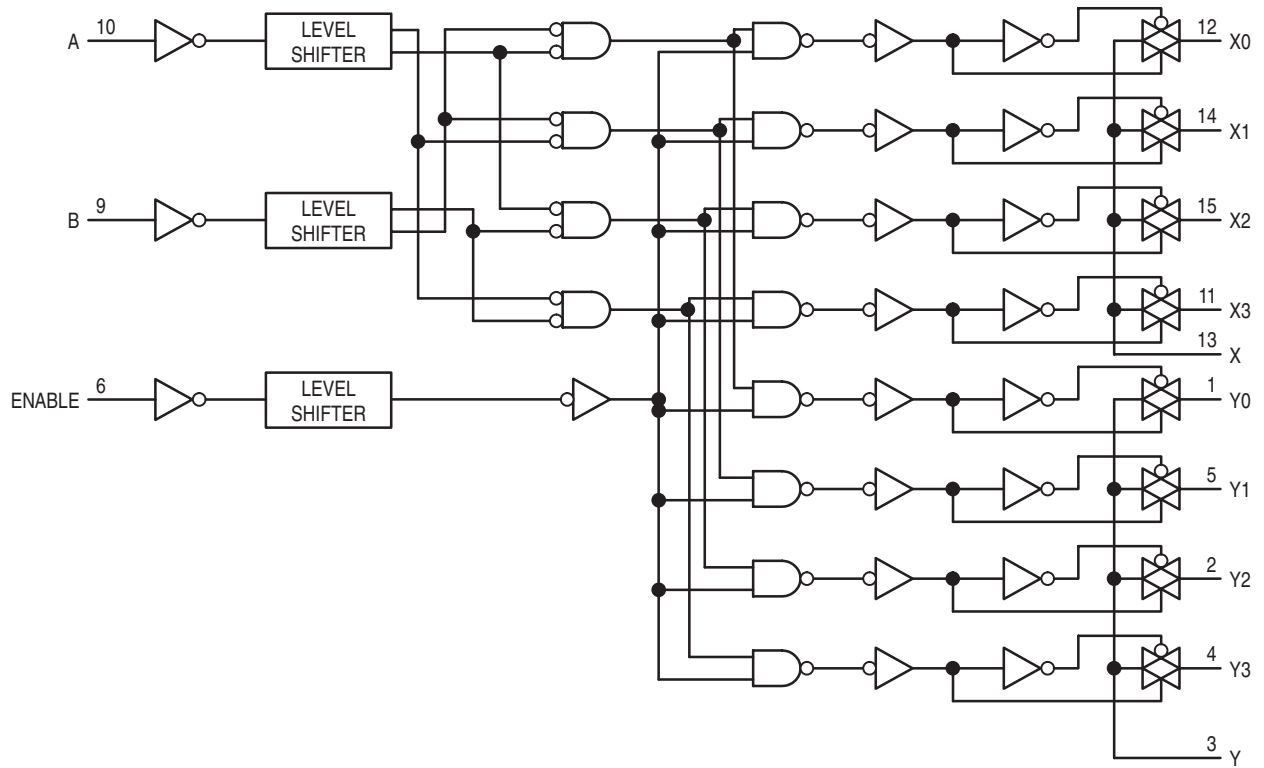 A 10
LEVEL
SHIFTER
12 X0
14 X1
B 9
LEVEL
SHIFTER
15 X2
11 X3
13 X
ENABLE 6
LEVEL
SHIFTER
1 Y0
5 Y1
2 Y2
4 Y3
3 Y